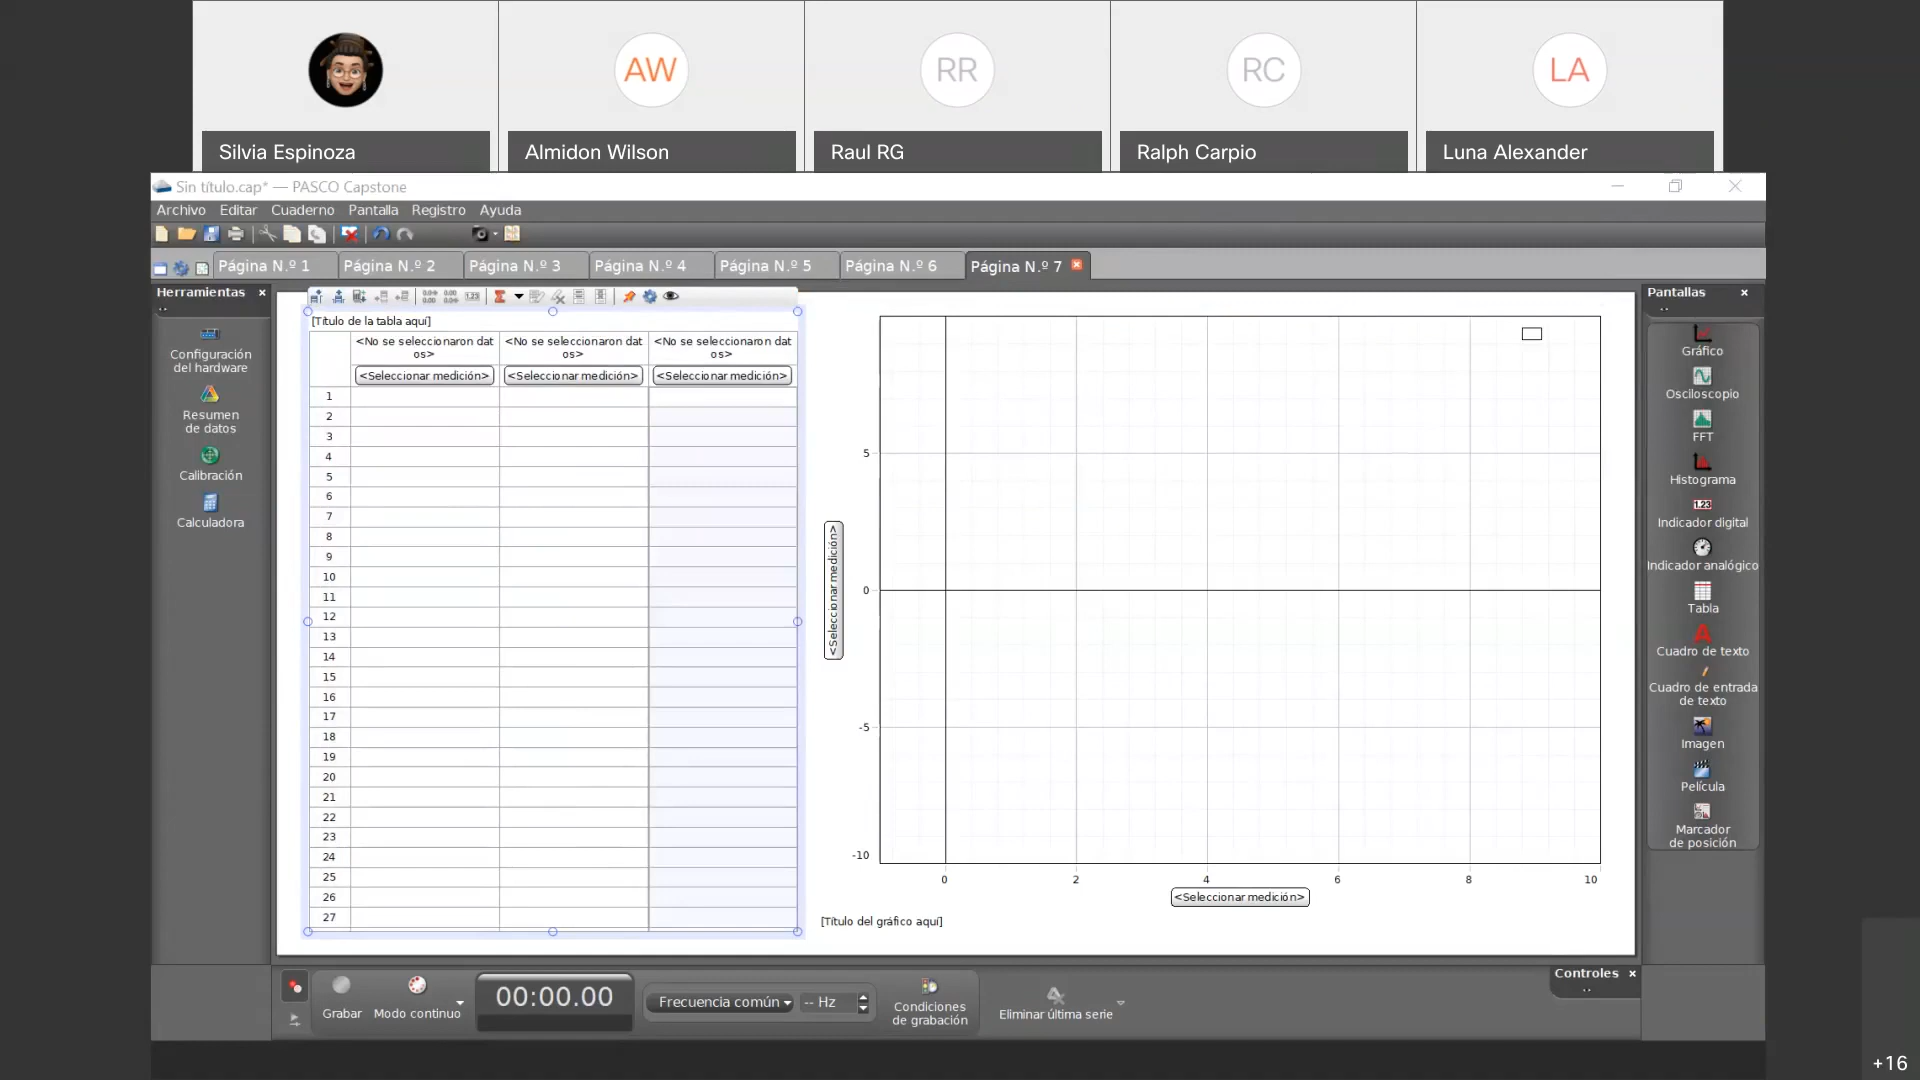 AW
RR
RC
LA
Silvia Espinoza
Almidon Wilson
Raul RG
Ralph Carpio
Luna Alexander
Sin título.cap* — PASCO Capstone
Archivo Editar Cuaderno Pantalla Registro Ayuda
Página N.º 1
Página N.º 2
Página N.º 3
Página N.º 4
Página N.º 5
Página N.º 6
Página N.º 7
Herramientas
Configuración
del hardware
Resumen
de datos
Calibración
Calculadora
[Título de la tabla aquí]
<No se seleccionaron dat
os>
<No se seleccionaron dat
os>
<No se seleccionaron dat
os>
<Seleccionar medición>
<Seleccionar medición>
<Seleccionar medición>
1
2
3
4
5
6
7
8
9
10
11
12
13
14
15
16
17
18
19
20
21
22
23
24
25
26
27
<Seleccionar medición>
5
0
-5
-10
0
2
4
6
8
10
<Seleccionar medición>
[Título del gráfico aquí]
Pantallas
Gráfico
Osciloscopio
FFT
Histograma
1.23
Indicador digital
Indicador analógico
Tabla
Cuadro de texto
Cuadro de entrada
de texto
Imagen
Película
Marcador
de posición
Grabar
Modo continuo
00:00.00
Frecuencia común
-- Hz
Condiciones
de grabación
Eliminar última serie
Controles
+16